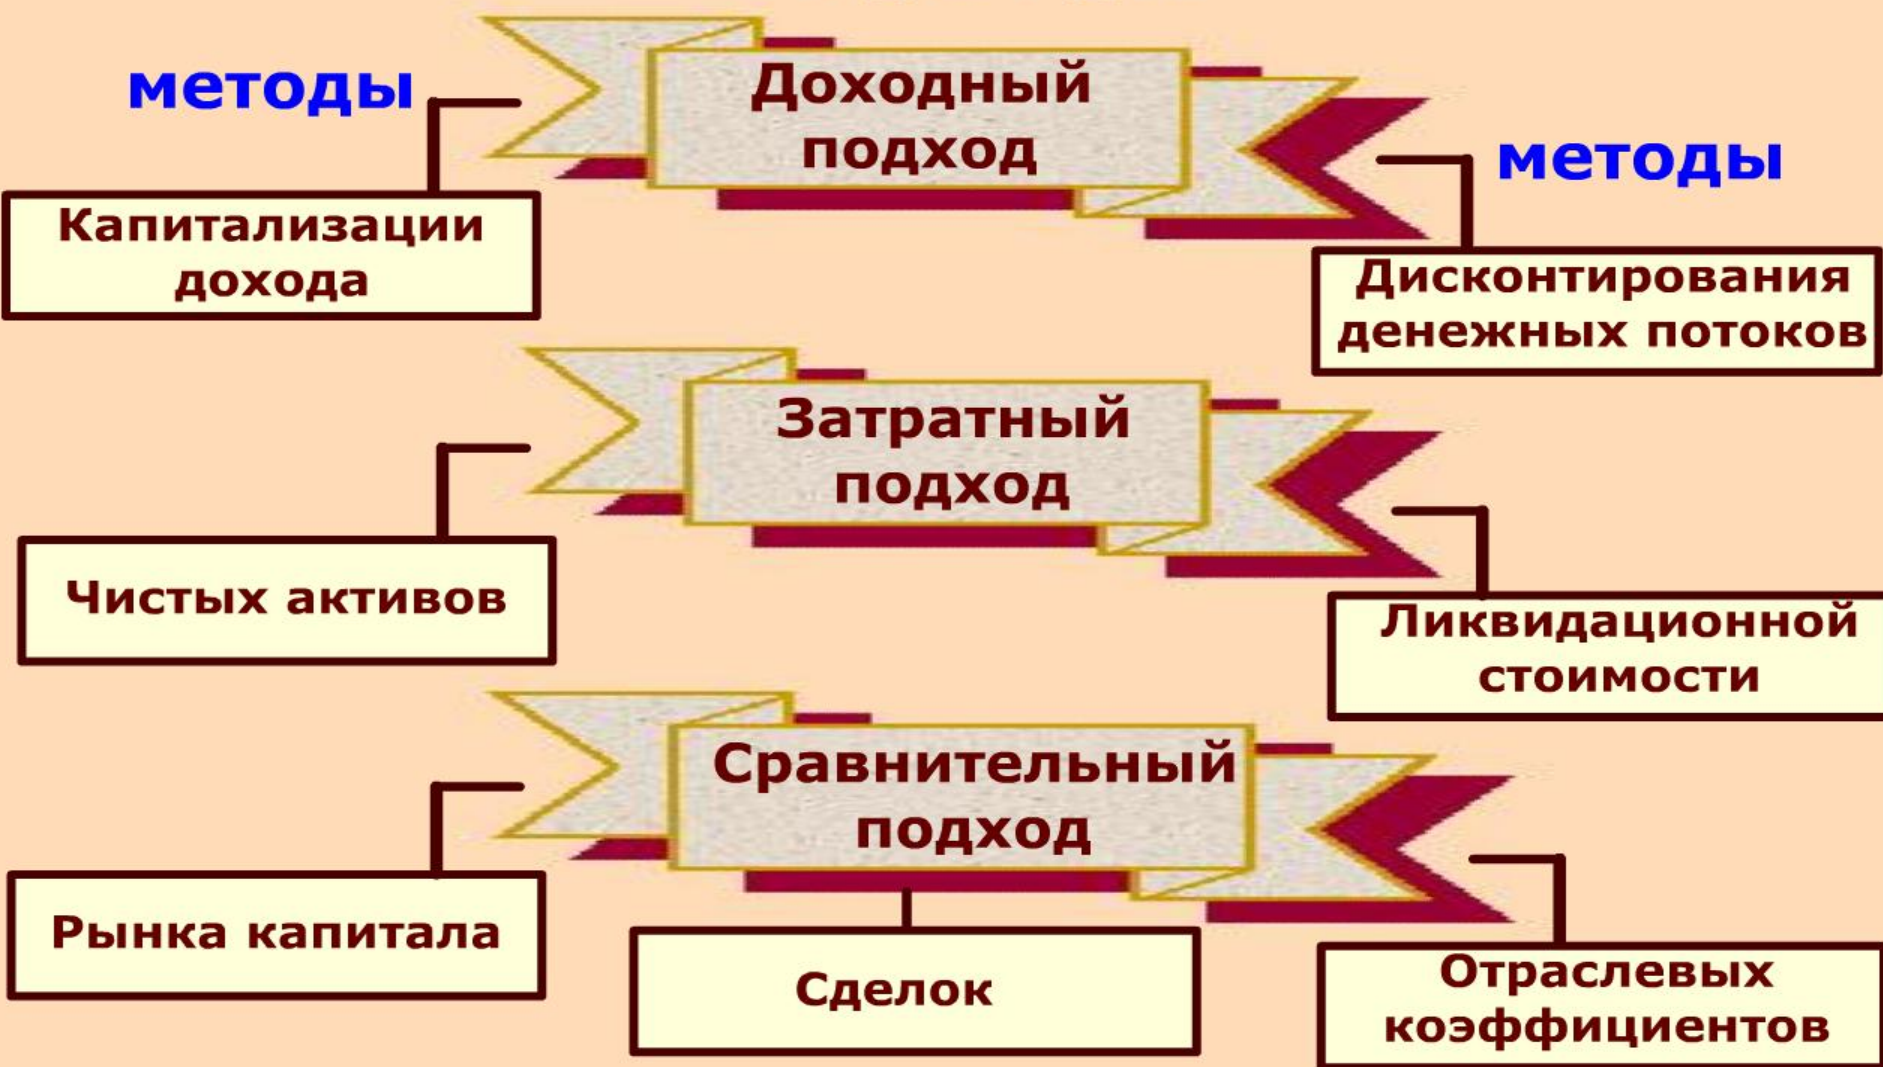 методы
Доходный
подход
методы
Капитализации
дохода
Дисконтирования
денежных потоков
Затратный
подход
Чистых активов
Ликвидационной
стоимости
Сравнительный
подход
Рынка капитала
Сделок
Отраслевых
коэффициентов